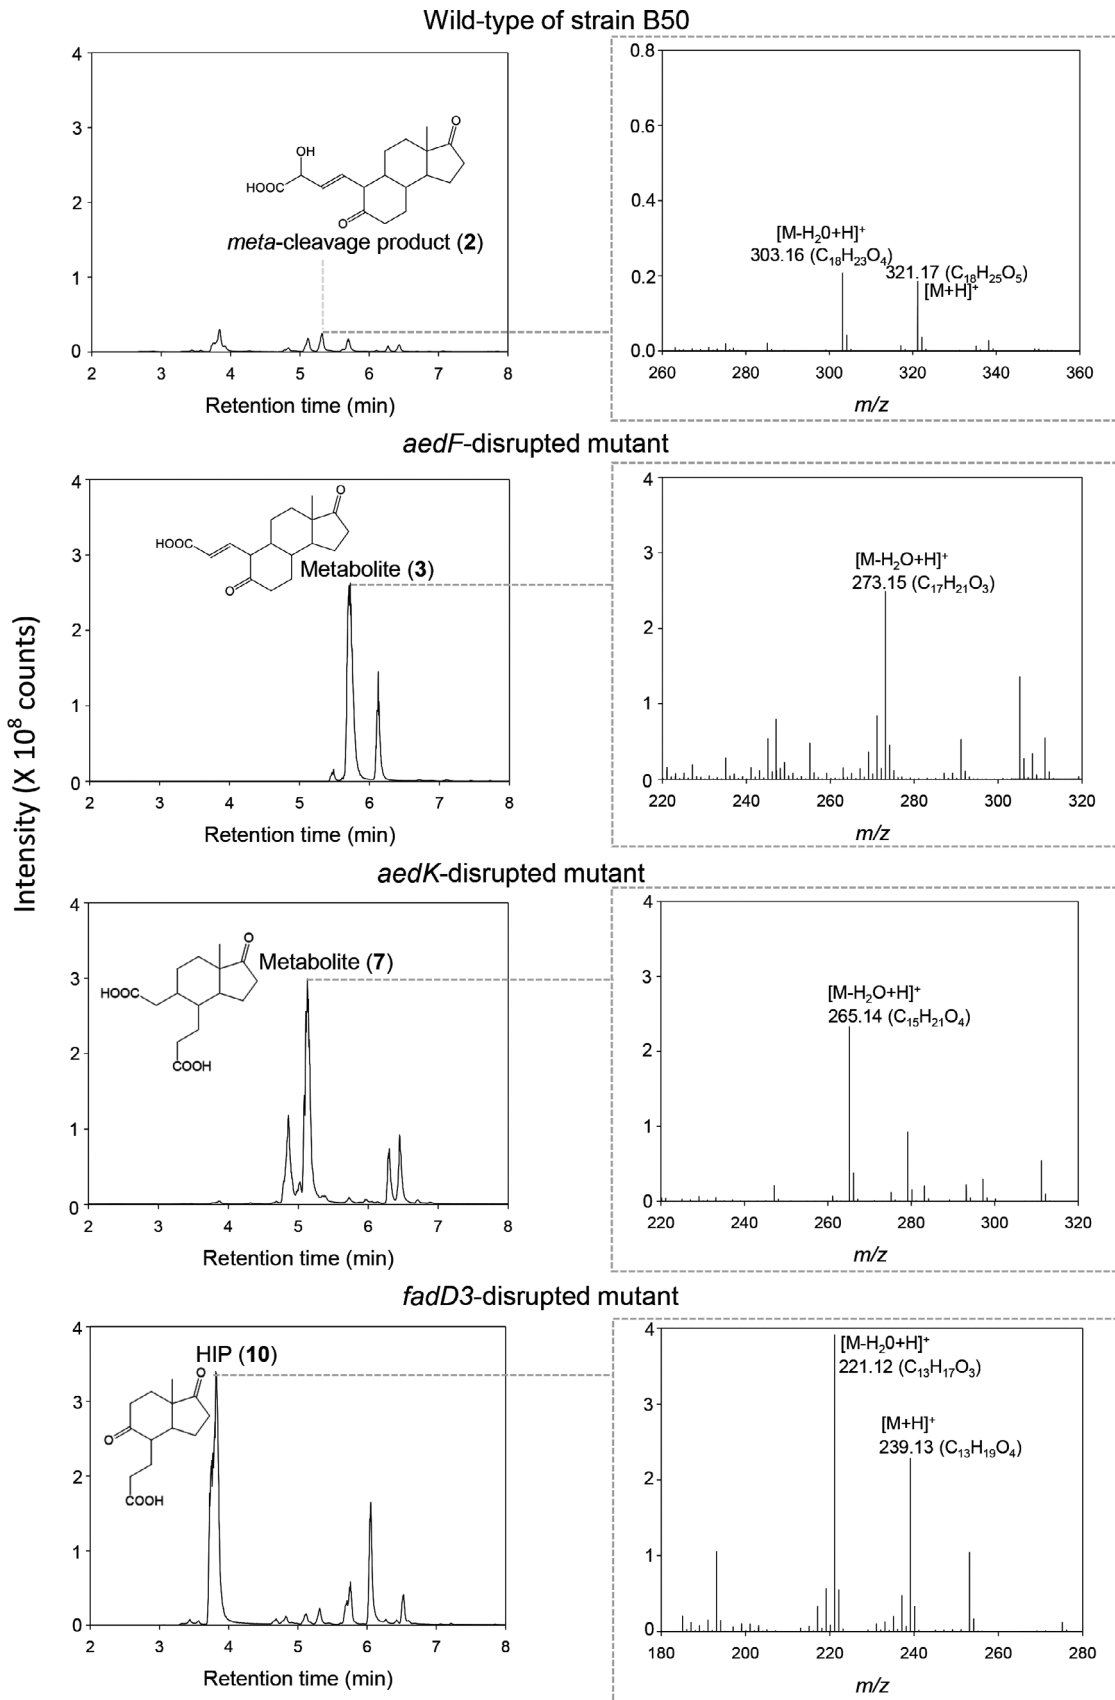 Wild-type of strain B50
4
3
2
1
0
2
3
4
5
6
7
8
Retention time (min)
OH
HOOC
O
O
meta-cleavage product (2)
0.8
0.6
0.4
0.2
0.0
260
280
300
320
340
360
m/z
[M-H₂0+H]⁺
303.16 (C₁₈H₂₃O₄)
321.17 (C₁₈H₂₅O₅)
[M+H]⁺
aedF-disrupted mutant
4
3
2
1
0
2
3
4
5
6
7
8
Retention time (min)
HOOC
O
O
Metabolite (3)
4
3
2
1
0
220
240
260
280
300
320
m/z
[M-H₂O+H]⁺
273.15 (C₁₇H₂₁O₃)
Intensity (X 10⁸ counts)
aedK-disrupted mutant
4
3
2
1
0
2
3
4
5
6
7
8
Retention time (min)
O
HOOC
COOH
Metabolite (7)
4
3
2
1
0
220
240
260
280
300
320
m/z
[M-H₂O+H]⁺
265.14 (C₁₅H₂₁O₄)
fadD3-disrupted mutant
4
3
2
1
0
2
3
4
5
6
7
8
Retention time (min)
HIP (10)
O
O
COOH
4
3
2
1
0
180
200
220
240
260
280
m/z
[M-H₂0+H]⁺
221.12 (C₁₃H₁₇O₃)
[M+H]⁺
239.13 (C₁₃H₁₉O₄)